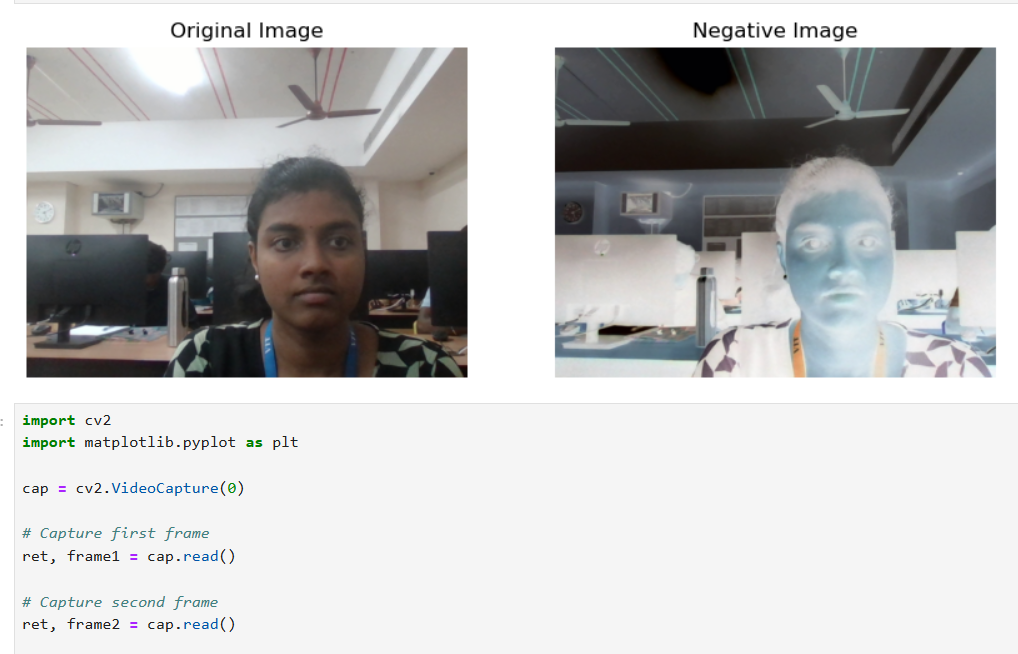 Original Image
Negative Image
:
import cv2
import matplotlib.pyplot as plt
cap = cv2.VideoCapture(0)
# Capture first frame
ret, frame1 = cap.read()
# Capture second frame
ret, frame2 = cap.read()